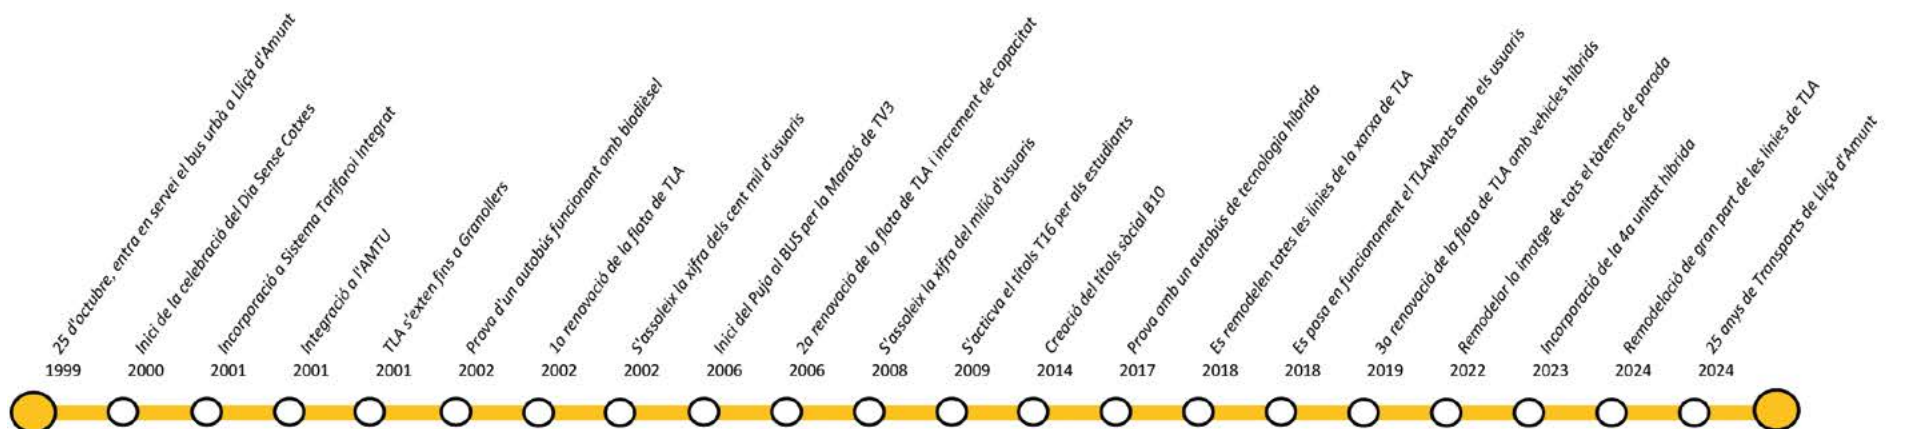 25 d'octubre, entra en servei el bus urbà a Lliçà d'Amunt
Inici de la celebració del Dia Sense Cotxes
Incorporació a Sistema Tarifaroi Integrat
Integració a l'AMTU
TLA s'exten fins a Granollers
Prova d'un autobús funcionant amb biodièsel
1a renovació de la flota de TLA
S'assoleix la xifra dels cent mil d'usuaris
Inici del Puja al BUS per la Marató de TV3
2a renovació de la flota de TLA i increment de capacitat
S'assoleix la xifra del milió d'usuaris
S'acticva el títols T16 per als estudiants
Creació del títols sòcial B10
Prova amb un autobús de tecnologia híbrida
Es remodelen totes les línies de la xarxa de TLA
Es posa en funcionament el TLAwhats amb els usuaris
3a renovació de la flota de TLA amb vehicles híbrids
Remodelar la imatge de tots el tòtems de parada
Incorporació de la 4a unitat híbrida
Remodelació de gran part de les línies de TLA
25 anys de Transports de Lliçà d'Amunt
1999 2000 2001 2001 2001 2002 2002 2002 2006 2006 2008 2009 2014 2017 2018 2018 2019 2022 2023 2024 2024